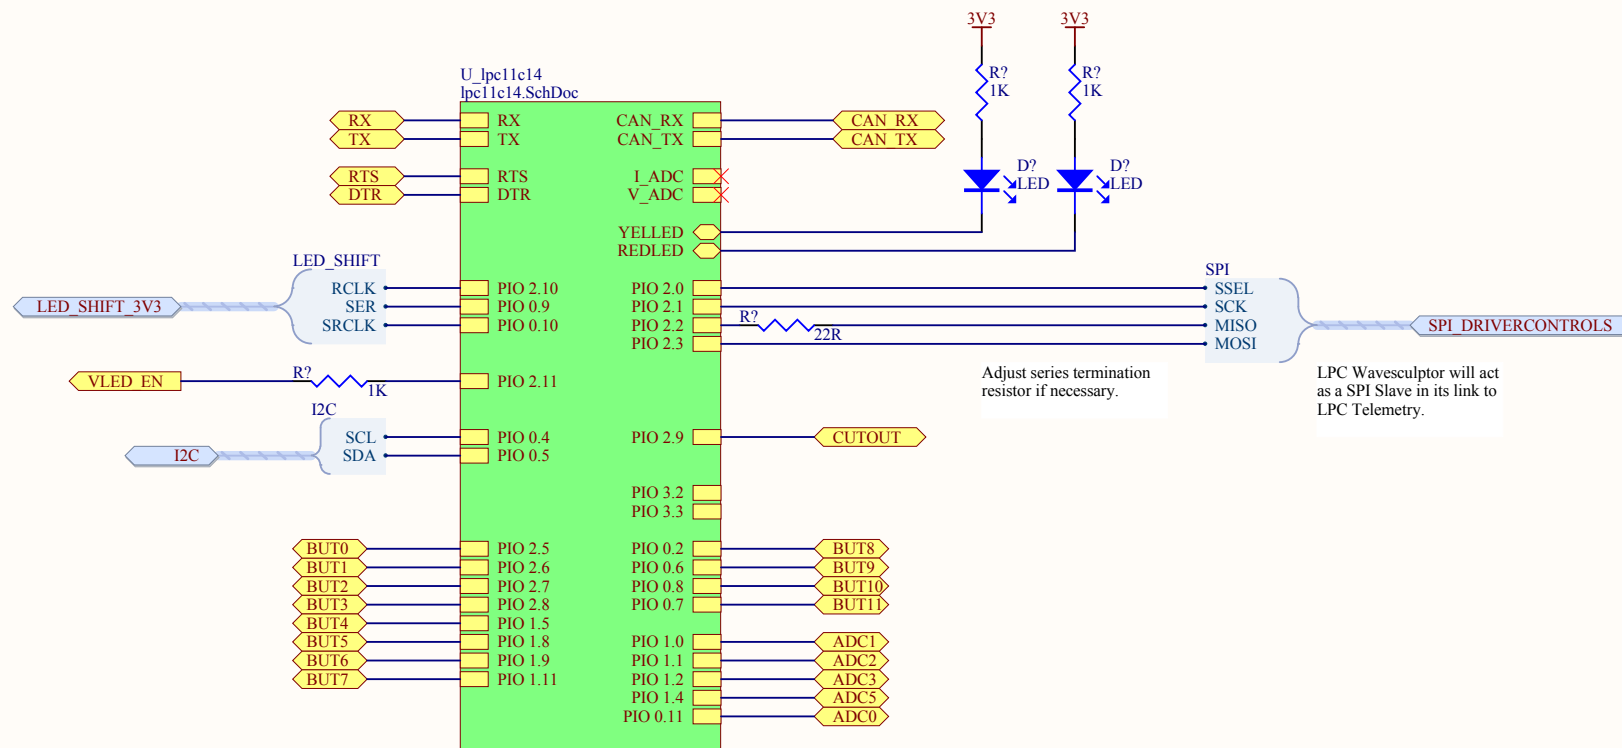 3V3
3V3
R?
1K
R?
1K
U_lpc11c14
lpc11c14.SchDoc
RX
RX
CAN_RX
CAN_RX
TX
TX
CAN_TX
CAN_TX
D?
LED
D?
LED
RTS
RTS
I_ADC
DTR
DTR
V_ADC
YELLED
REDLED
LED_SHIFT
SPI
RCLK
PIO 2.10
PIO 2.0
SSEL
LED_SHIFT_3V3
SER
PIO 0.9
PIO 2.1
SCK
SRCLK
PIO 0.10
PIO 2.2
R?
22R
MISO
SPI_DRIVERCONTROLS
PIO 2.3
MOSI
VLED_EN
R?
1K
PIO 2.11
Adjust series termination
resistor if necessary.
LPC Wavesculptor will act
as a SPI Slave in its link to
LPC Telemetry.
I2C
SCL
PIO 0.4
PIO 2.9
CUTOUT
I2C
SDA
PIO 0.5
PIO 3.2
PIO 3.3
BUT0
PIO 2.5
PIO 0.2
BUT8
BUT1
PIO 2.6
PIO 0.6
BUT9
BUT2
PIO 2.7
PIO 0.8
BUT10
BUT3
PIO 2.8
PIO 0.7
BUT11
BUT4
PIO 1.5
BUT5
PIO 1.8
PIO 1.0
ADC1
BUT6
PIO 1.9
PIO 1.1
ADC2
BUT7
PIO 1.11
PIO 1.2
ADC3
PIO 1.4
ADC5
PIO 0.11
ADC0